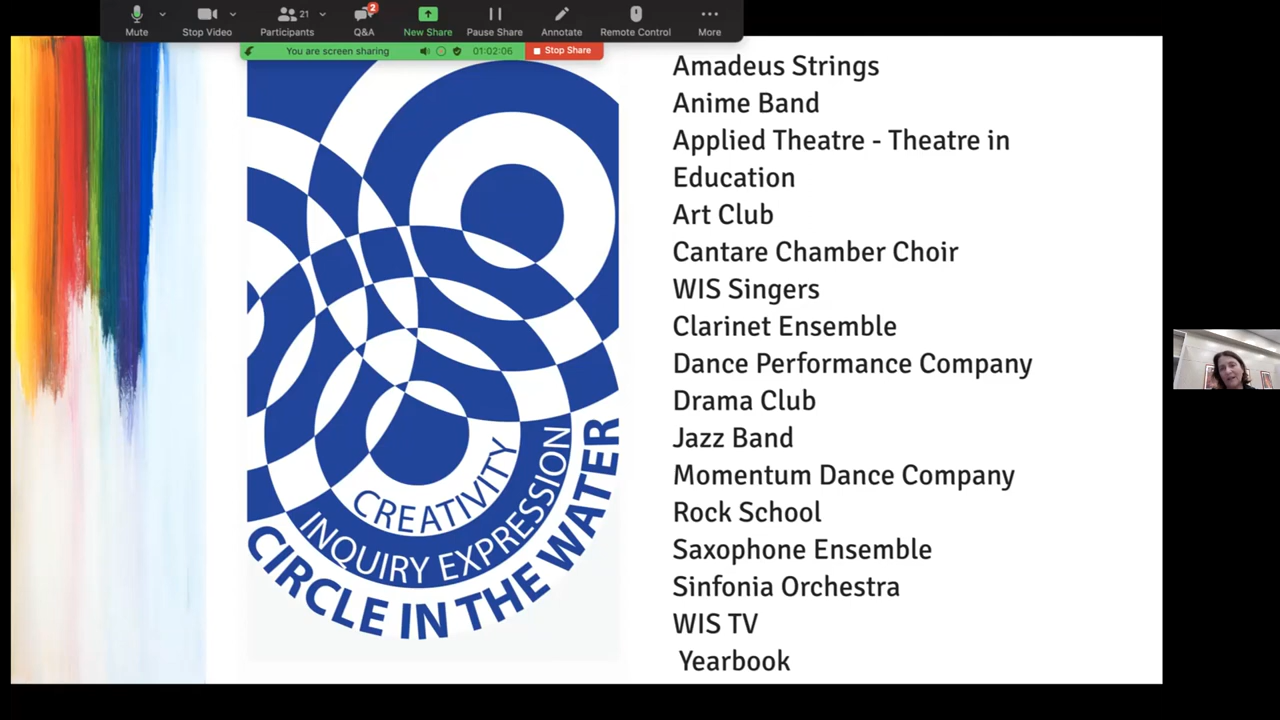 21
2
Mute
Stop Video
Participants
Q&A
New Share
Pause Share
Annotate
Remote Control
More
You are screen sharing
01:02:06
Stop Share
Amadeus Strings
Anime Band
Applied Theatre - Theatre in
Education
Art Club
Cantare Chamber Choir
WIS Singers
Clarinet Ensemble
Dance Performance Company
Drama Club
Jazz Band
Momentum Dance Company
Rock School
Saxophone Ensemble
Sinfonia Orchestra
WIS TV
Yearbook
CREATIVITY
INQUIRY EXPRESSION
CIRCLE IN THE WATER